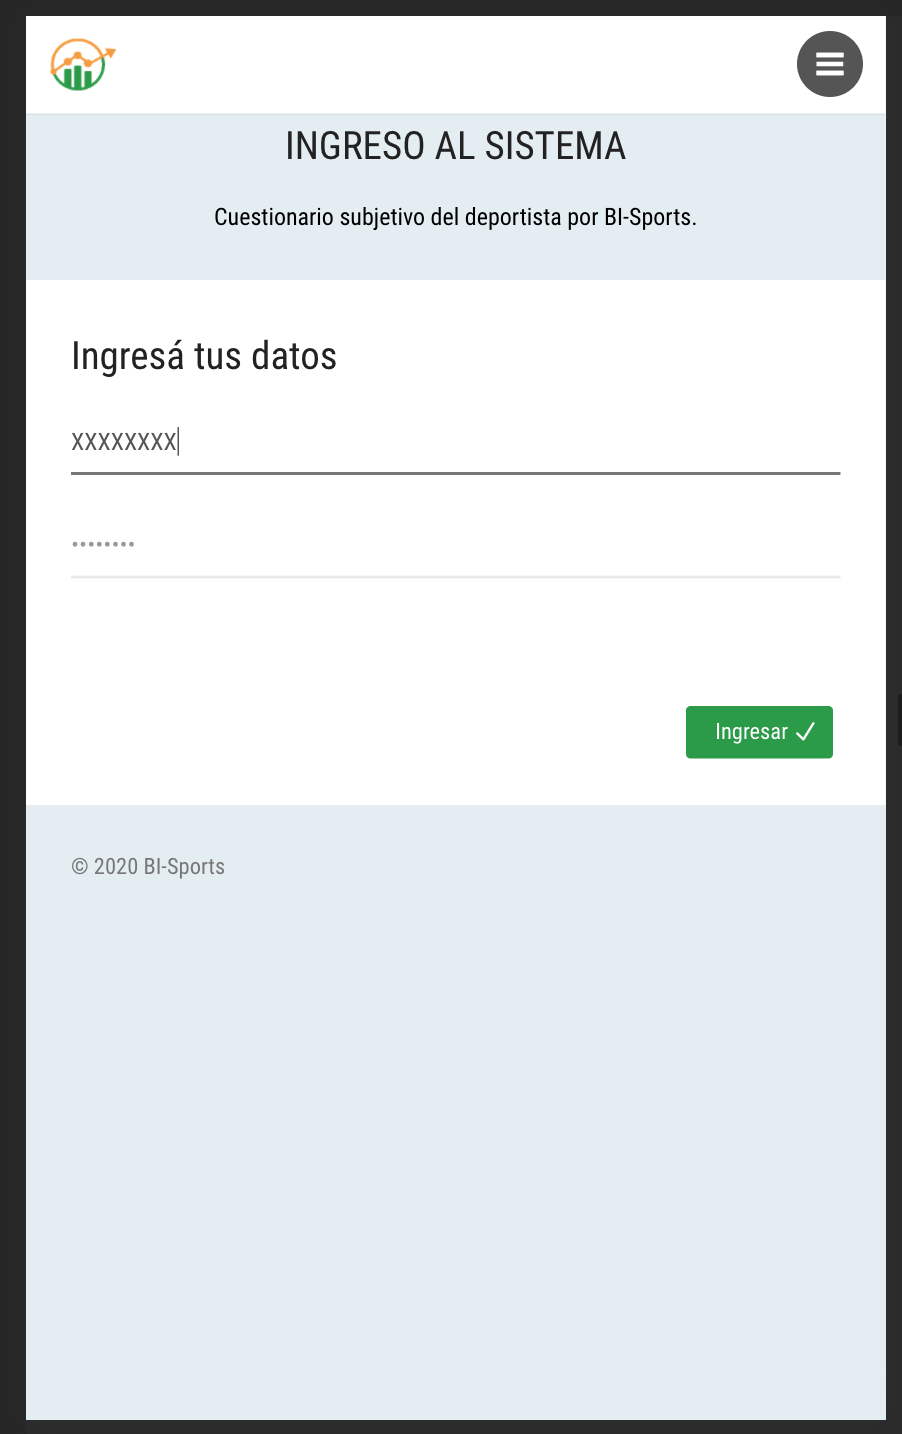 INGRESO AL SISTEMA
Cuestionario subjetivo del deportista por BI-Sports.
Ingresá tus datos
XXXXXXXX
........
Ingresar
© 2020 BI-Sports